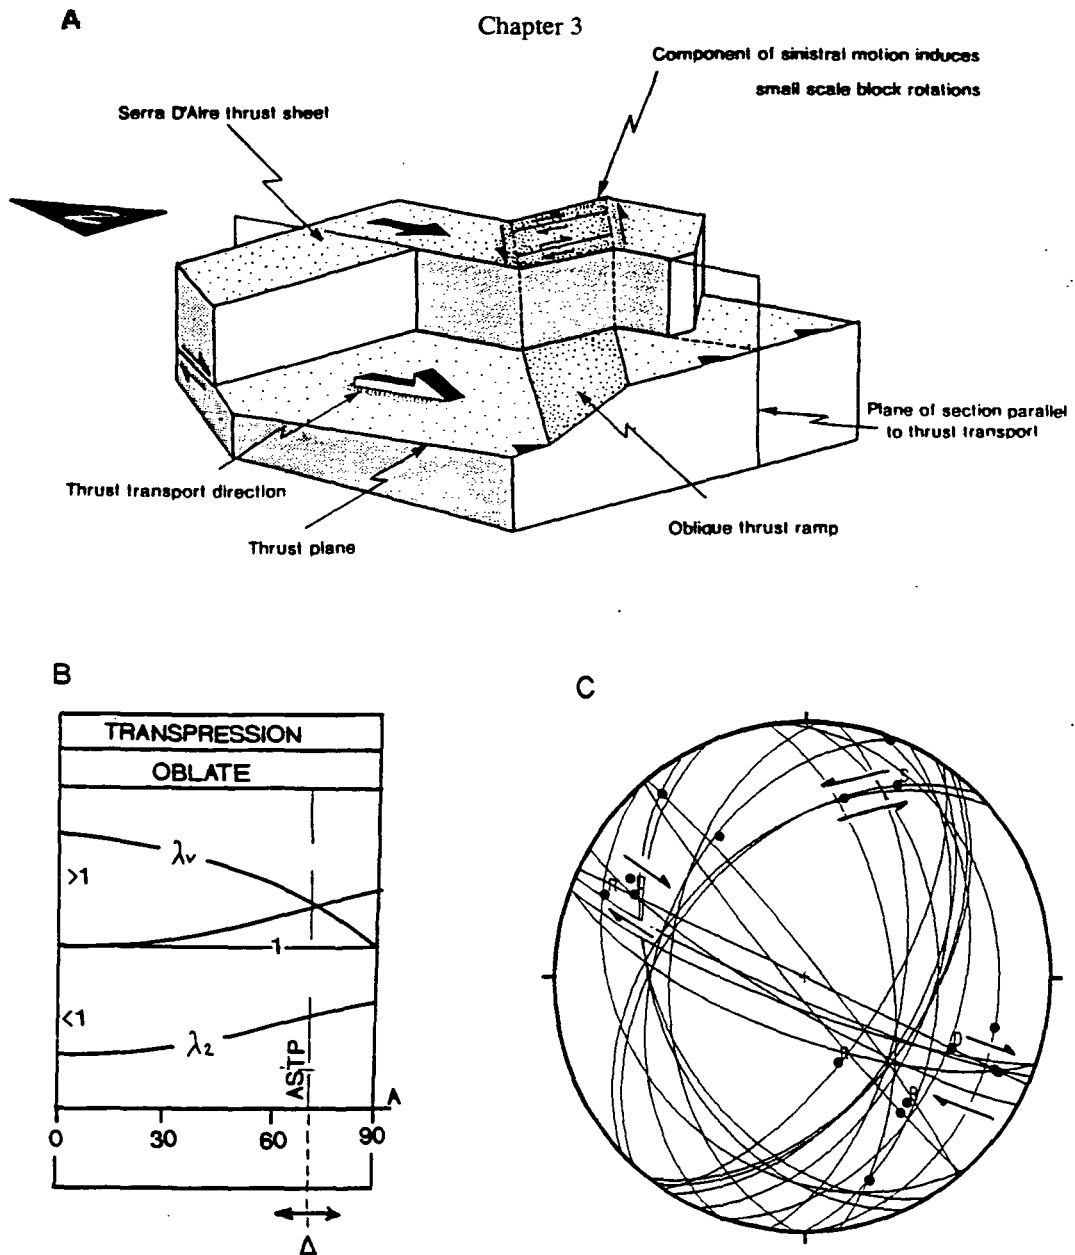 A
Chapter 3
Component of sinistral motion induces
small scale block rotations
Serra D'Aire thrust sheet
N
Plane of section parallel
to thrust transport
Thrust transport direction
Oblique thrust ramp
Thrust plane
B
C
TRANSPRESSION
OBLATE
λv
>1
1
<1
λ2
ASTP
A
0 30 60 90
Δ
S
R
D
D
R